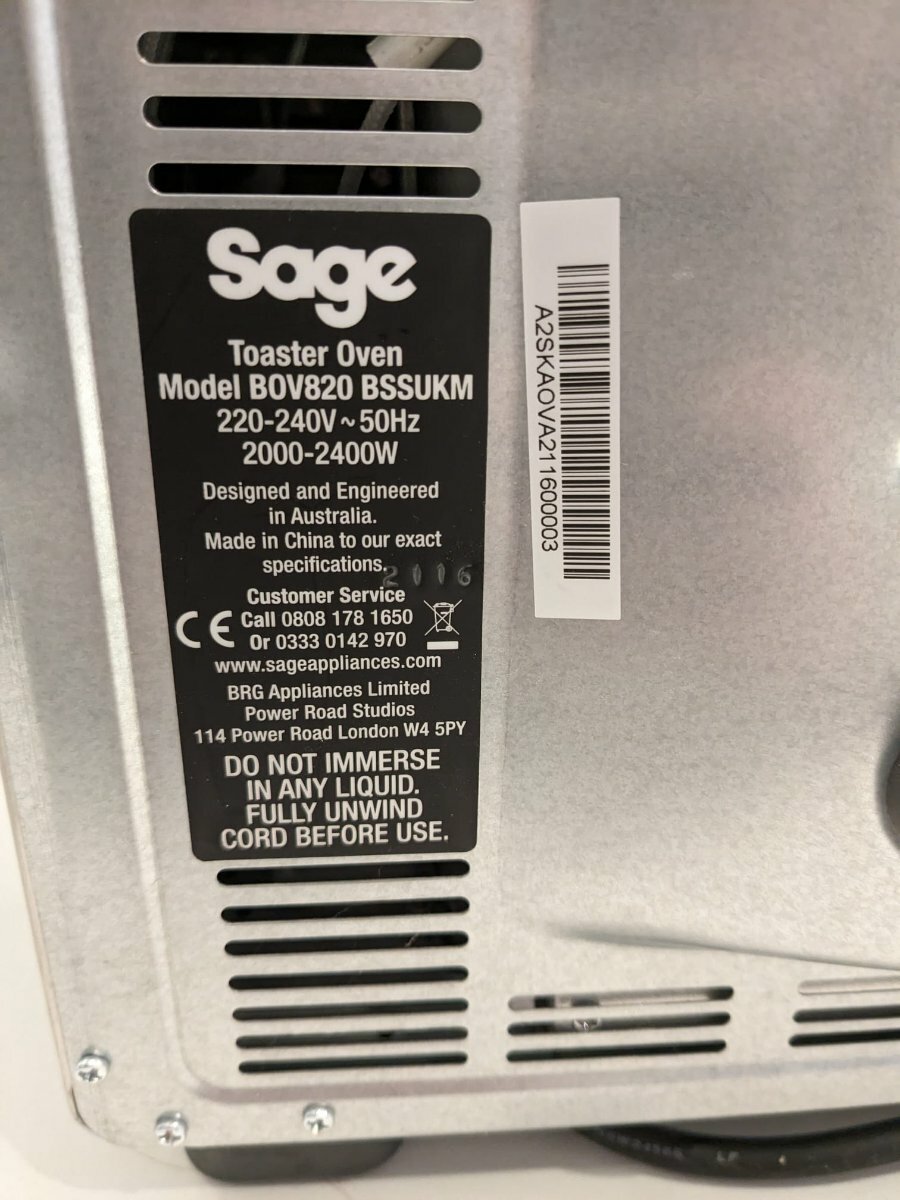 Sage
Toaster Oven
Model BOV820 BSSUKM
220-240V ~ 50Hz
2000-2400W
Designed and Engineered
in Australia.
Made in China to our exact
specifications.
2116
Customer Service
CE Call 0808 178 1650
Or 0333 0142 970
www.sageappliances.com
BRG Appliances Limited
Power Road Studios
114 Power Road London W4 5PY
DO NOT IMMERSE
IN ANY LIQUID.
FULLY UNWIND
CORD BEFORE USE.
A2SKAOVA211600003